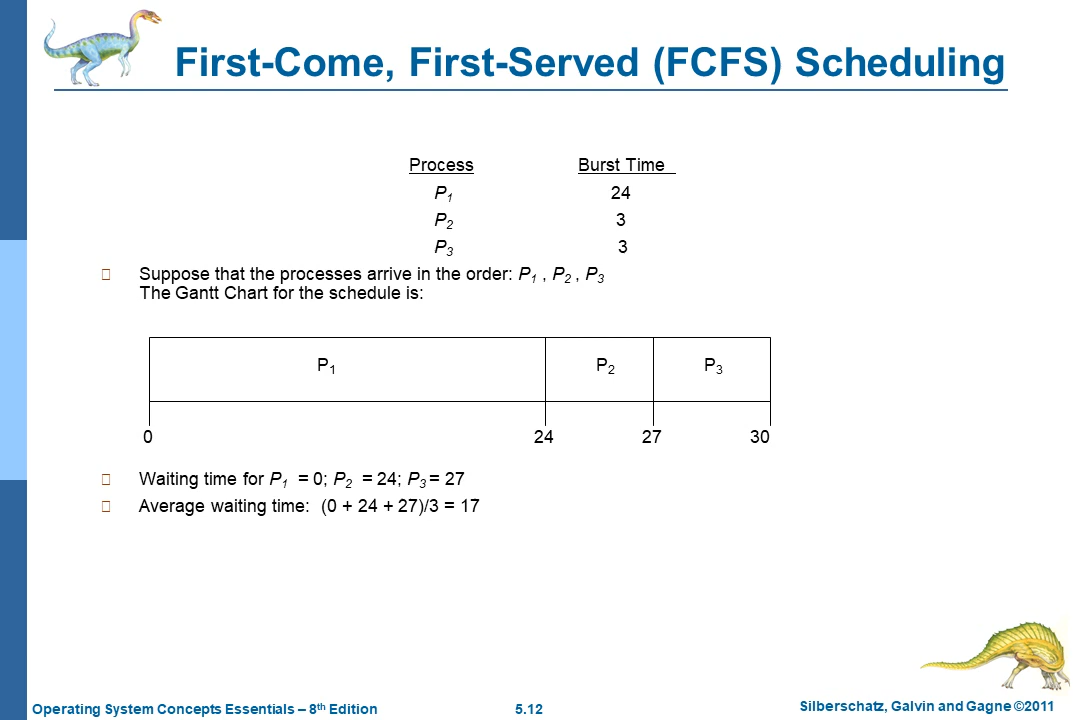 First-Come, First-Served (FCFS) Scheduling
Process Burst Time
P1 24
P2 3
P3 3
Suppose that the processes arrive in the order: P1 , P2 , P3
The Gantt Chart for the schedule is:
P1 P2 P3
0 24 27 30
Waiting time for P1 = 0; P2 = 24; P3 = 27
Average waiting time: (0 + 24 + 27)/3 = 17
Operating System Concepts Essentials – 8th Edition 5.12 Silberschatz, Galvin and Gagne ©2011